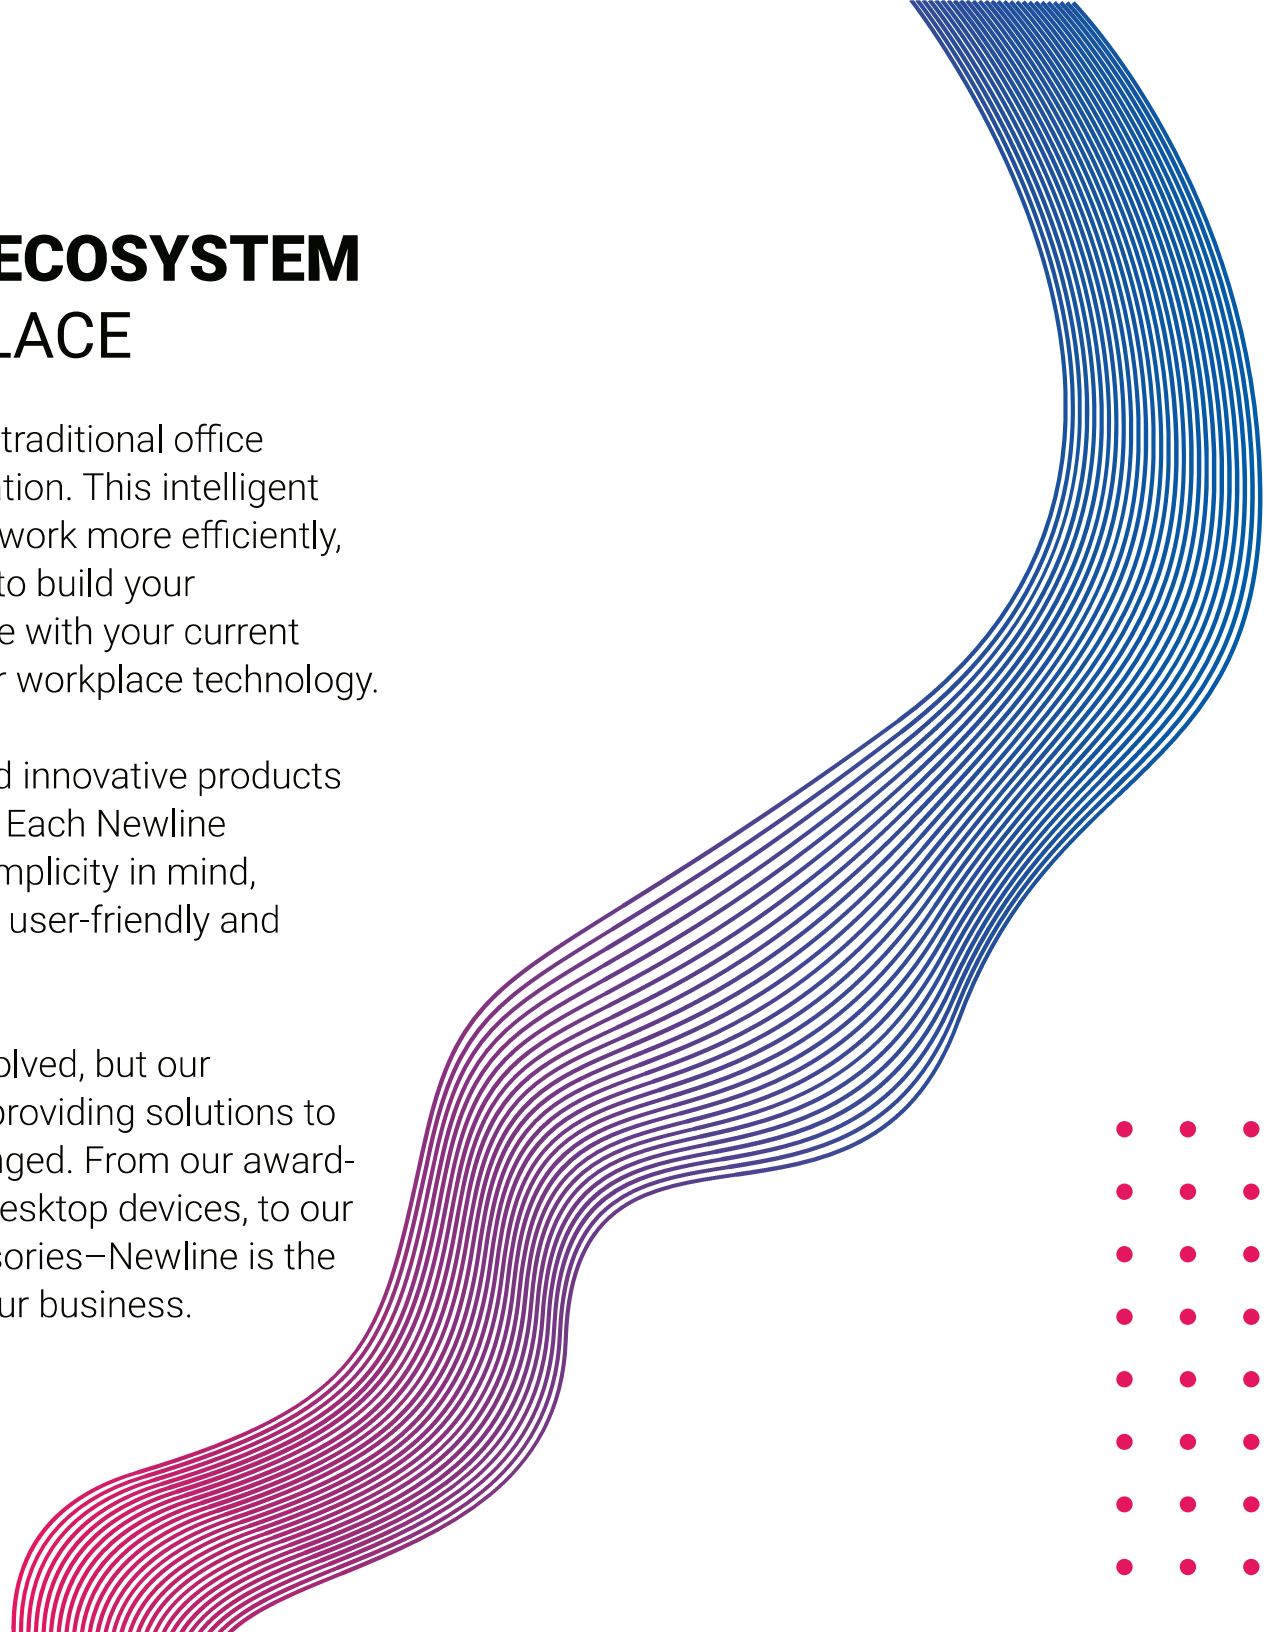 ECOSYSTEM
LACE
traditional office
tion. This intelligent
work more efficiently,
to build your
e with your current
r workplace technology.
d innovative products
Each Newline
mplicity in mind,
user-friendly and
olved, but our
providing solutions to
nged. From our award-
esktop devices, to our
sories–Newline is the
ur business.